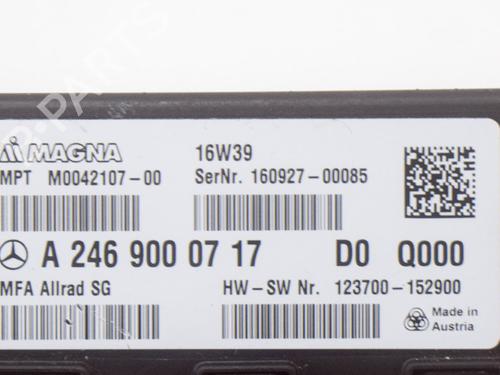 MAGNA 16W39
MPT M0042107-00 SerNr. 160927-00085
A 246 900 07 17 D0 Q000
MFA Allrad SG HW-SW Nr. 123700-152900
Made in
Austria